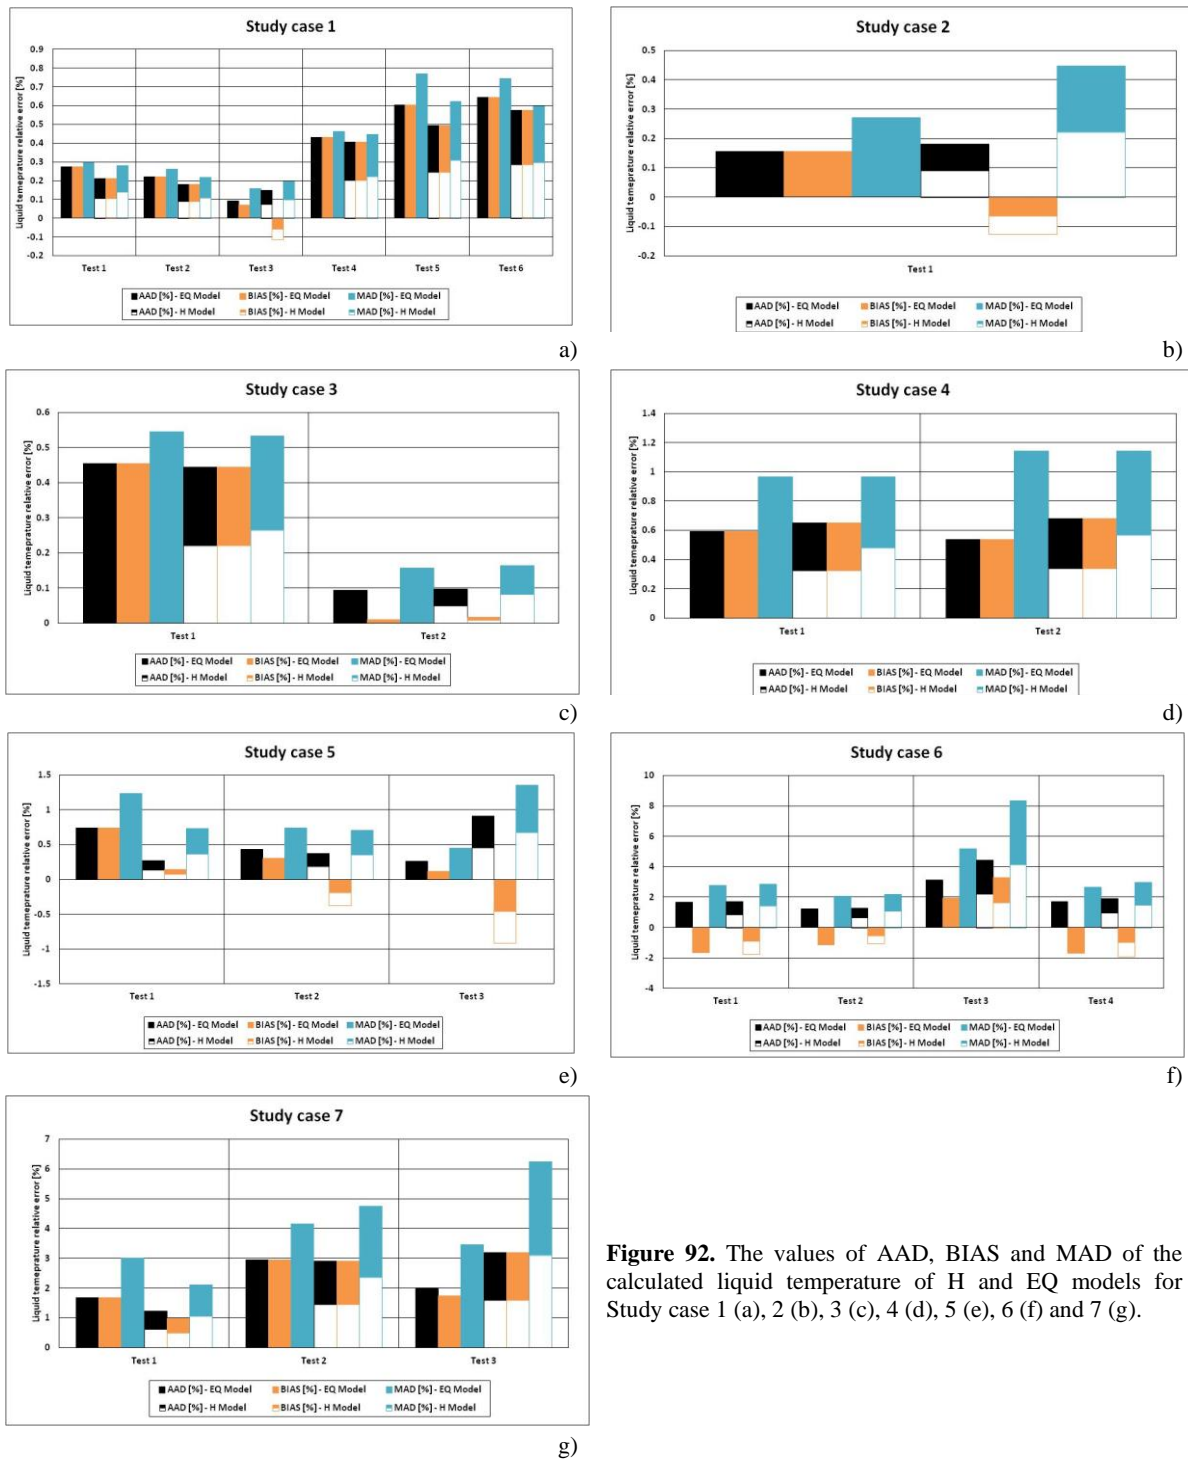 Study case 1
Liquid temeprature relative error [%]
0.9
0.8
0.7
0.6
0.5
0.4
0.3
0.2
0.1
0
-0.1
-0.2
Test 1 Test 2 Test 3 Test 4 Test 5 Test 6
AAD [%] - EQ Model BIAS [%] - EQ Model MAD [%] - EQ Model
AAD [%] - H Model BIAS [%] - H Model MAD [%] - H Model
a)
Study case 2
Liquid temeprature relative error [%]
0.5
0.4
0.3
0.2
0.1
0
-0.1
-0.2
Test 1
AAD [%] - EQ Model BIAS [%] - EQ Model MAD [%] - EQ Model
AAD [%] - H Model BIAS [%] - H Model MAD [%] - H Model
b)
Study case 3
Liquid temeprature relative error [%]
0.6
0.5
0.4
0.3
0.2
0.1
0
Test 1 Test 2
AAD [%] - EQ Model BIAS [%] - EQ Model MAD [%] - EQ Model
AAD [%] - H Model BIAS [%] - H Model MAD [%] - H Model
c)
Study case 4
Liquid temeprature relative error [%]
1.4
1.2
1
0.8
0.6
0.4
0.2
0
Test 1 Test 2
AAD [%] - EQ Model BIAS [%] - EQ Model MAD [%] - EQ Model
AAD [%] - H Model BIAS [%] - H Model MAD [%] - H Model
d)
Study case 5
Liquid temeprature relative error [%]
1.5
1
0.5
0
-0.5
-1
-1.5
Test 1 Test 2 Test 3
AAD [%] - EQ Model BIAS [%] - EQ Model MAD [%] - EQ Model
AAD [%] - H Model BIAS [%] - H Model MAD [%] - H Model
e)
Study case 6
Liquid temeprature relative error [%]
10
8
6
4
2
0
-2
-4
Test 1 Test 2 Test 3 Test 4
AAD [%] - EQ Model BIAS [%] - EQ Model MAD [%] - EQ Model
AAD [%] - H Model BIAS [%] - H Model MAD [%] - H Model
f)
Study case 7
Liquid temeprature relative error [%]
7
6
5
4
3
2
1
0
Test 1 Test 2 Test 3
AAD [%] - EQ Model BIAS [%] - EQ Model MAD [%] - EQ Model
AAD [%] - H Model BIAS [%] - H Model MAD [%] - H Model
g)
Figure 92. The values of AAD, BIAS and MAD of the
calculated liquid temperature of H and EQ models for
Study case 1 (a), 2 (b), 3 (c), 4 (d), 5 (e), 6 (f) and 7 (g).